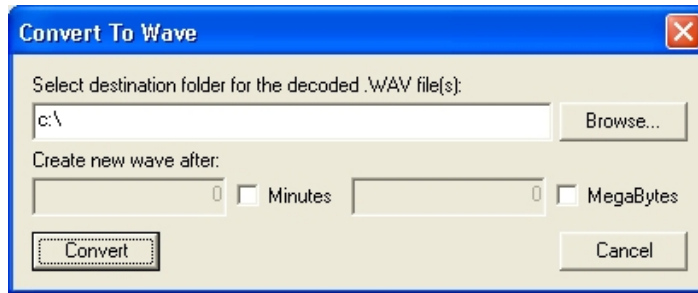 Convert To Wave
Select destination folder for the decoded .WAV file(s):
c:\
Browse...
Create new wave after:
0 Minutes 0 MegaBytes
Convert Cancel